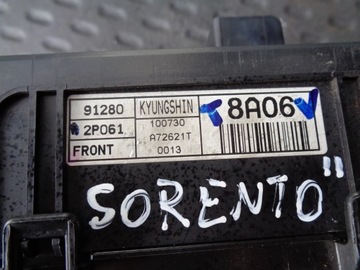 91280
2P061
FRONT
KYUNGSHIN
100730
A72621T
0013
8A06
SORENTO"